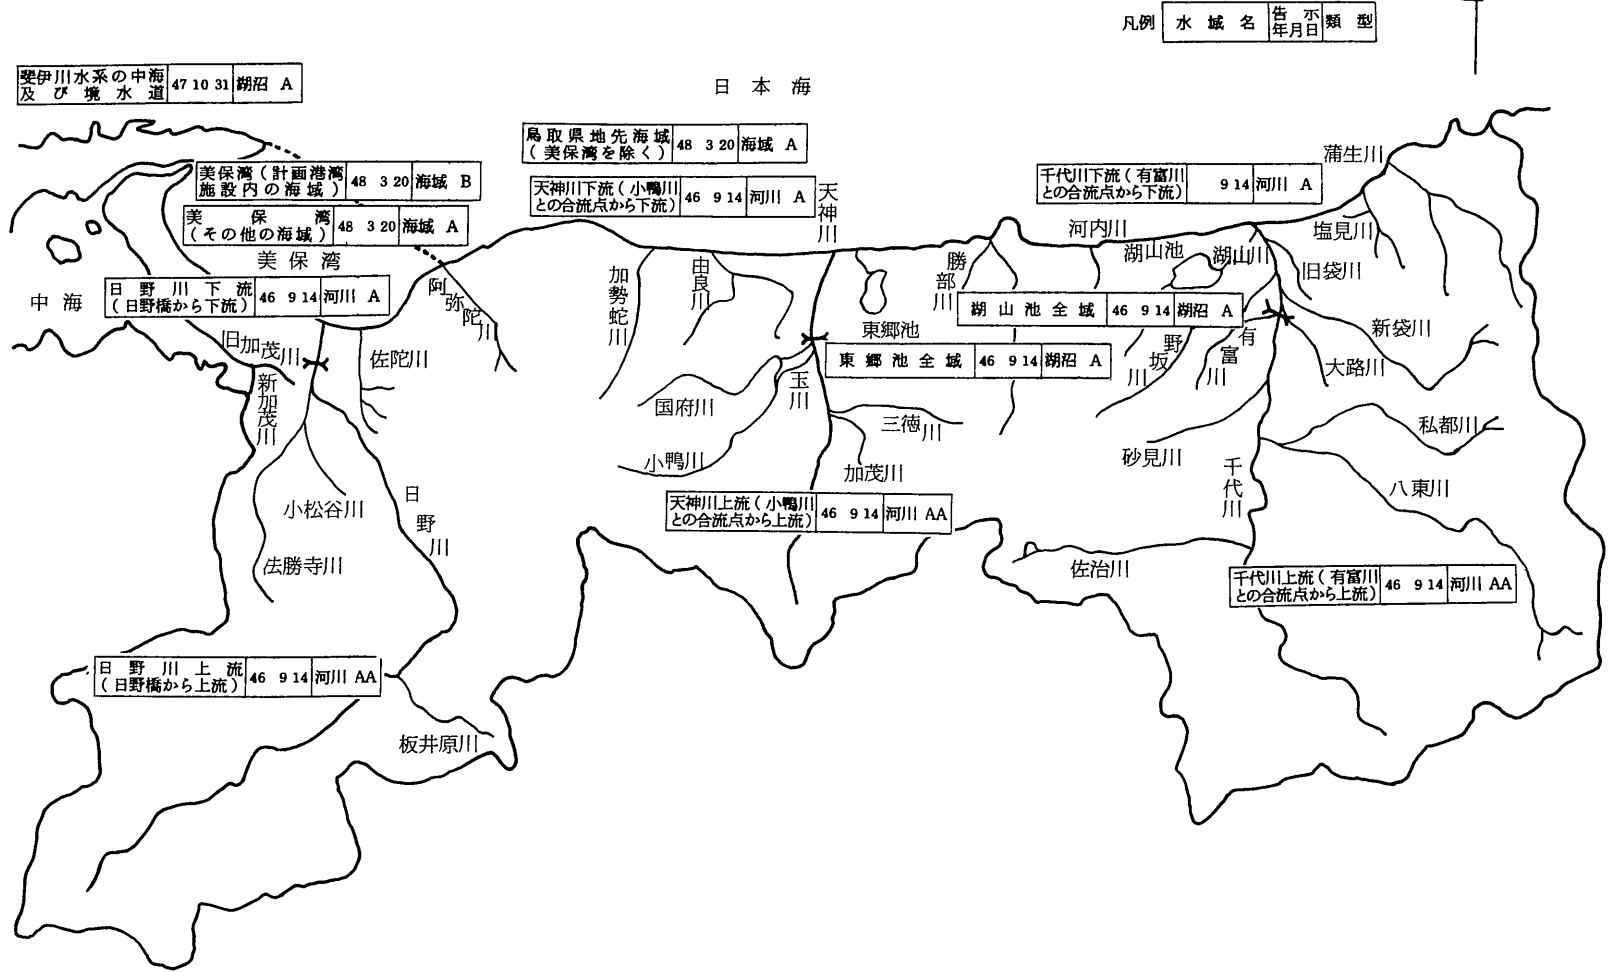 凡例 水域名 告示年月日 類型
斐伊川水系の中海及び境水道 47 10 31 湖沼 A
日本海
鳥取県地先海域(美保湾を除く) 48 3 20 海域 A
美保湾(計画港湾施設内の海域) 48 3 20 海域 B
天神川下流(小鴨川との合流点から下流) 46 9 14 河川 A
天神川
千代川下流(有富川との合流点から下流) 9 14 河川 A
蒲生川
美保湾(その他の海域) 48 3 20 海域 A
美保湾
河内川
塩見川
湖山池
湖山川
旧袋川
中海
日野川下流(日野橋から下流) 46 9 14 河川 A
阿弥陀川
加勢蛇川
由良川
勝部川
湖山池全域 46 9 14 湖沼 A
東郷池
東郷池全域 46 9 14 湖沼 A
旧加茂川
佐陀川
新加茂川
新袋川
大路川
野坂川
有富川
玉川
国府川
三徳川
小鴨川
加茂川
砂見川
私都川
千代川
八東川
小松谷川
日野川
法勝寺川
天神川上流(小鴨川との合流点から上流) 46 9 14 河川 AA
佐治川
千代川上流(有富川との合流点から上流) 46 9 14 河川 AA
日野川上流(日野橋から上流) 46 9 14 河川 AA
板井原川